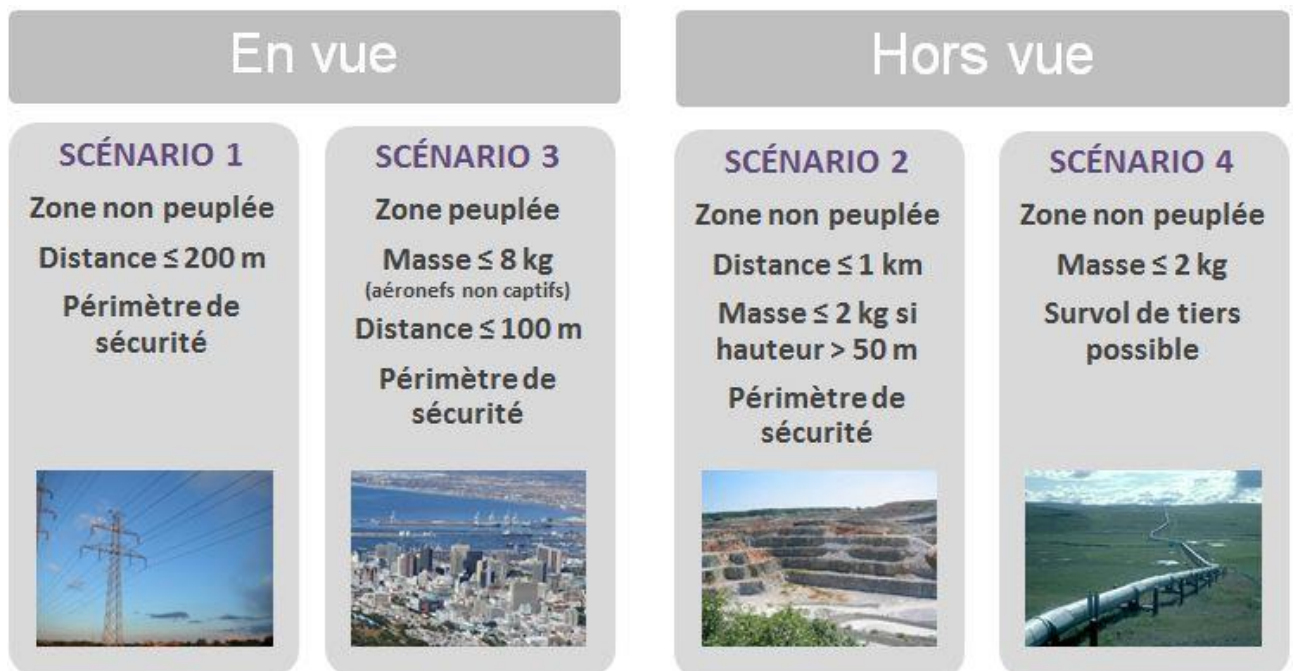 En vue
SCÉNARIO 1
Zone non peuplée
Distance ≤ 200 m
Périmètre de
sécurité
SCÉNARIO 3
Zone peuplée
Masse ≤ 8 kg
(aéronefs non captifs)
Distance ≤ 100 m
Périmètre de
sécurité
Hors vue
SCÉNARIO 2
Zone non peuplée
Distance ≤ 1 km
Masse ≤ 2 kg si
hauteur > 50 m
Périmètre de
sécurité
SCÉNARIO 4
Zone non peuplée
Masse ≤ 2 kg
Survol de tiers
possible